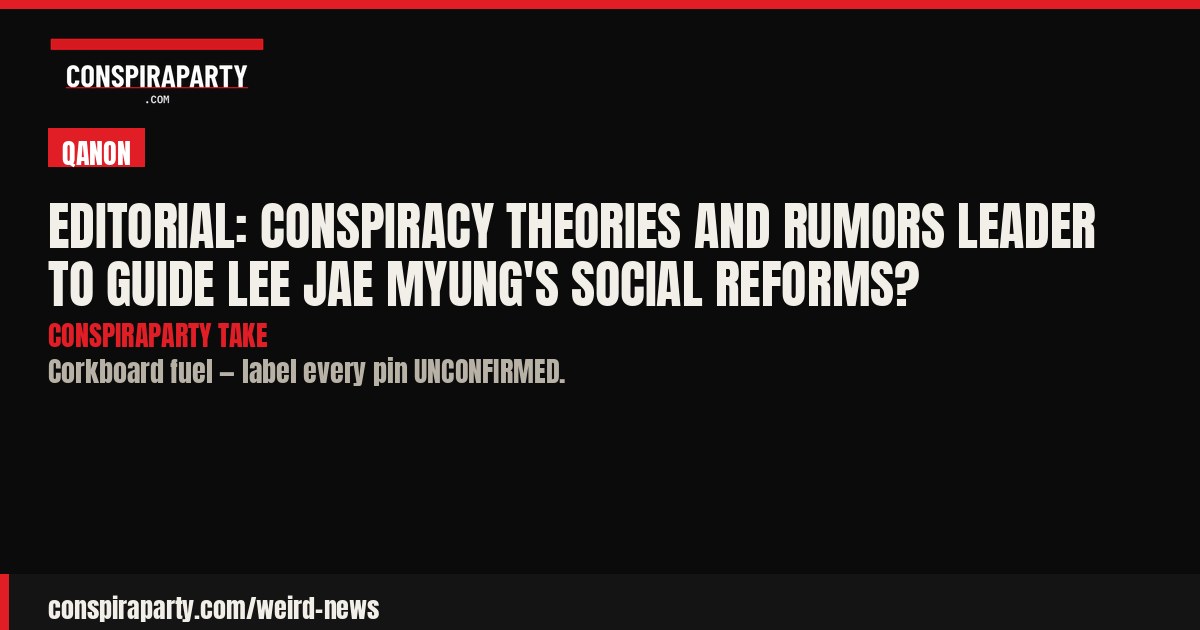 CONSPIRAPARTY
.COM
QANON
EDITORIAL: CONSPIRACY THEORIES AND RUMORS LEADER
TO GUIDE LEE JAE MYUNG'S SOCIAL REFORMS?
CONSPIRAPARTY TAKE
Corkboard fuel — label every pin UNCONFIRMED.
conspiraparty.com/weird-news